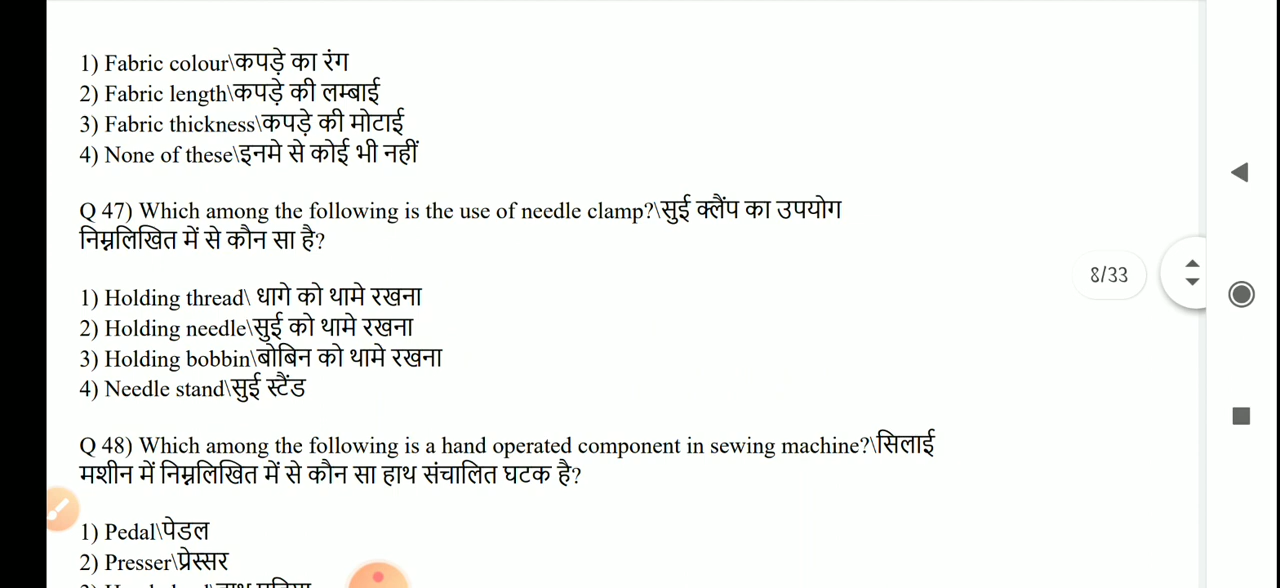 1) Fabric colour\कपड़े का रंग
2) Fabric length\कपड़े की लम्बाई
3) Fabric thickness\कपड़े की मोटाई
4) None of these\इनमे से कोई भी नहीं
Q 47) Which among the following is the use of needle clamp?\सुई क्लैंप का उपयोग
निम्नलिखित में से कौन सा है?
8/33
1) Holding thread\ धागे को थामे रखना
2) Holding needle\सुई को थामे रखना
3) Holding bobbin\बोबिन को थामे रखना
4) Needle stand\सुई स्टैंड
Q 48) Which among the following is a hand operated component in sewing machine?\सिलाई
मशीन में निम्नलिखित में से कौन सा हाथ संचालित घटक है?
1) Pedal\पेडल
2) Presser\प्रेस्सर